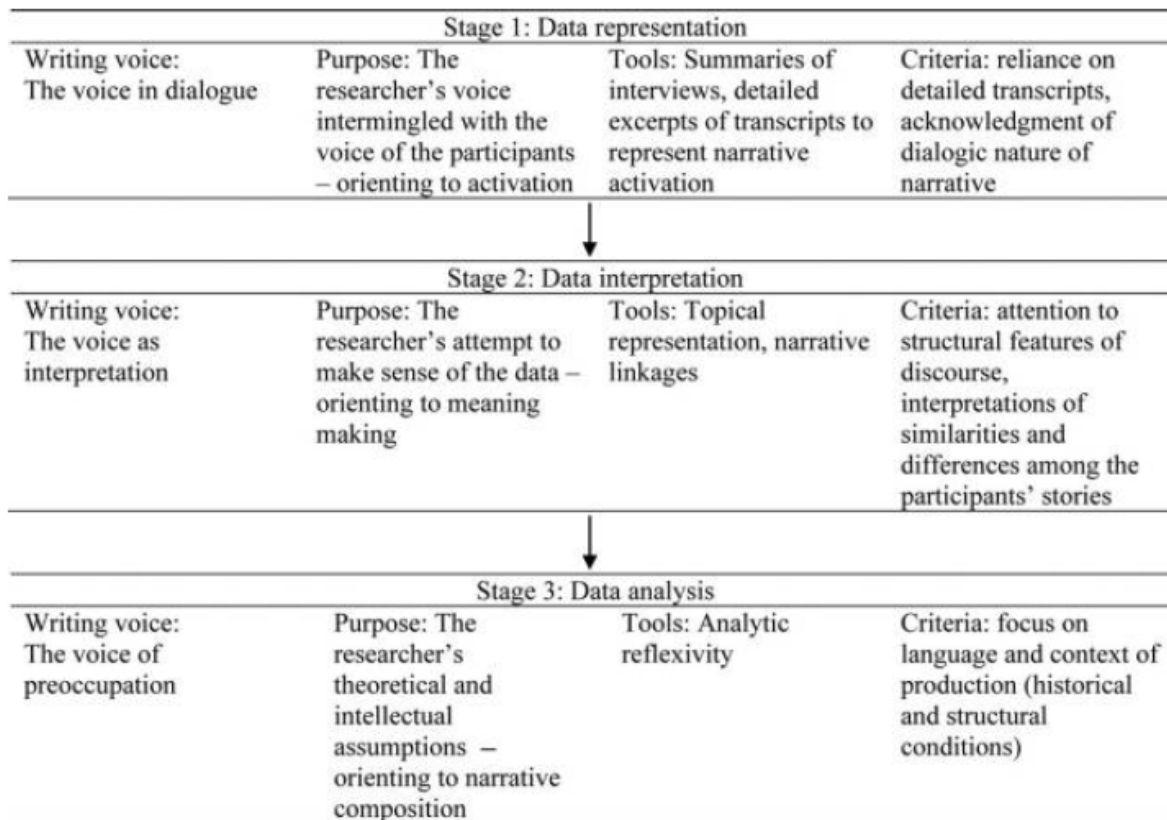 Stage 1: Data representation
Writing voice:
The voice in dialogue
Purpose: The
researcher's voice
intermingled with the
voice of the participants
– orienting to activation
Tools: Summaries of
interviews, detailed
excerpts of transcripts to
represent narrative
activation
Criteria: reliance on
detailed transcripts,
acknowledgment of
dialogic nature of
narrative
Stage 2: Data interpretation
Writing voice:
The voice as
interpretation
Purpose: The
researcher's attempt to
make sense of the data –
orienting to meaning
making
Tools: Topical
representation, narrative
linkages
Criteria: attention to
structural features of
discourse,
interpretations of
similarities and
differences among the
participants' stories
Stage 3: Data analysis
Writing voice:
The voice of
preoccupation
Purpose: The
researcher's
theoretical and
intellectual
assumptions –
orienting to narrative
composition
Tools: Analytic
reflexivity
Criteria: focus on
language and context of
production (historical
and structural
conditions)